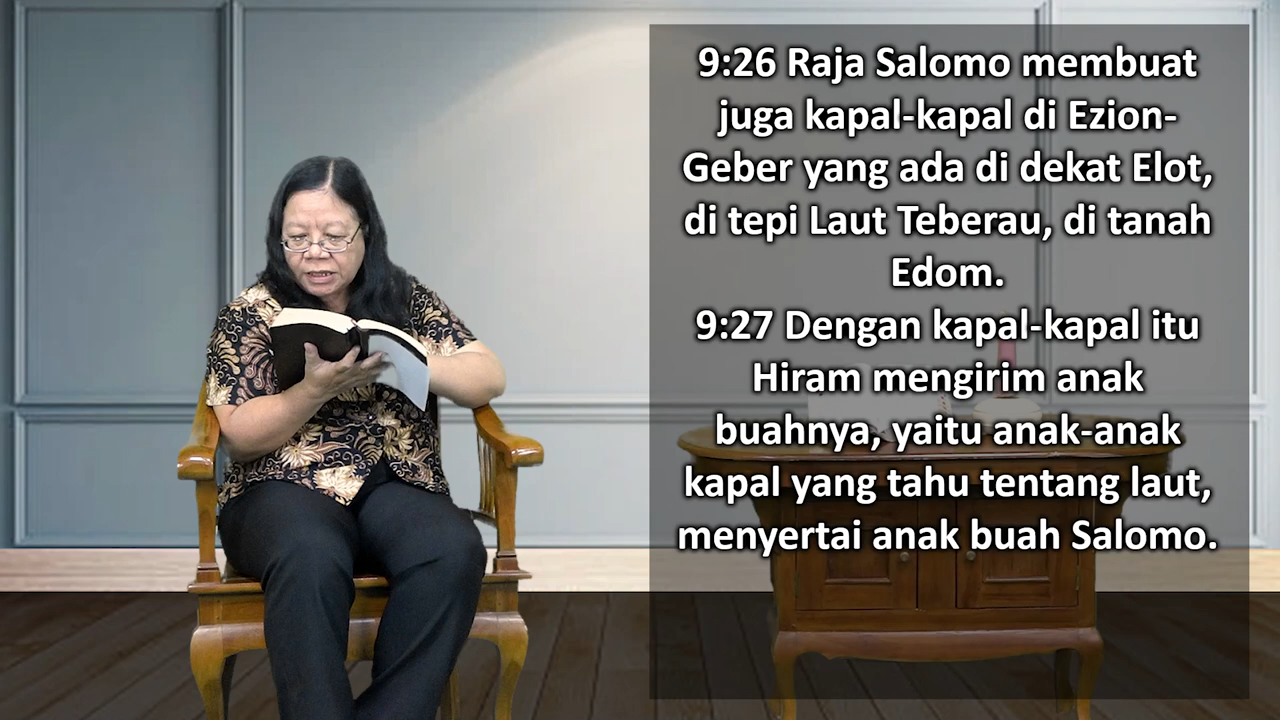 9:26 Raja Salomo membuat
juga kapal-kapal di Ezion-
Geber yang ada di dekat Elot,
di tepi Laut Teberau, di tanah
Edom.
9:27 Dengan kapal-kapal itu
Hiram mengirim anak
buahnya, yaitu anak-anak
kapal yang tahu tentang laut,
menyertai anak buah Salomo.